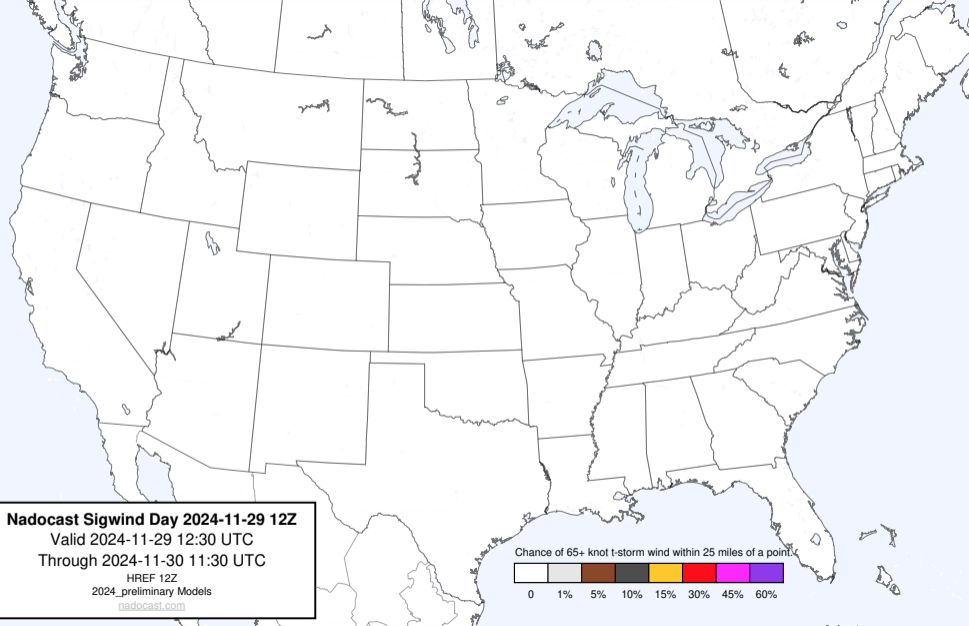 Nadocast Sigwind Day 2024-11-29 12Z
Valid 2024-11-29 12:30 UTC
Through 2024-11-30 11:30 UTC
HREF 12Z
2024_preliminary Models
nadocast.com
Chance of 65+ knot t-storm wind within 25 miles of a point.
0 1% 5% 10% 15% 30% 45% 60%